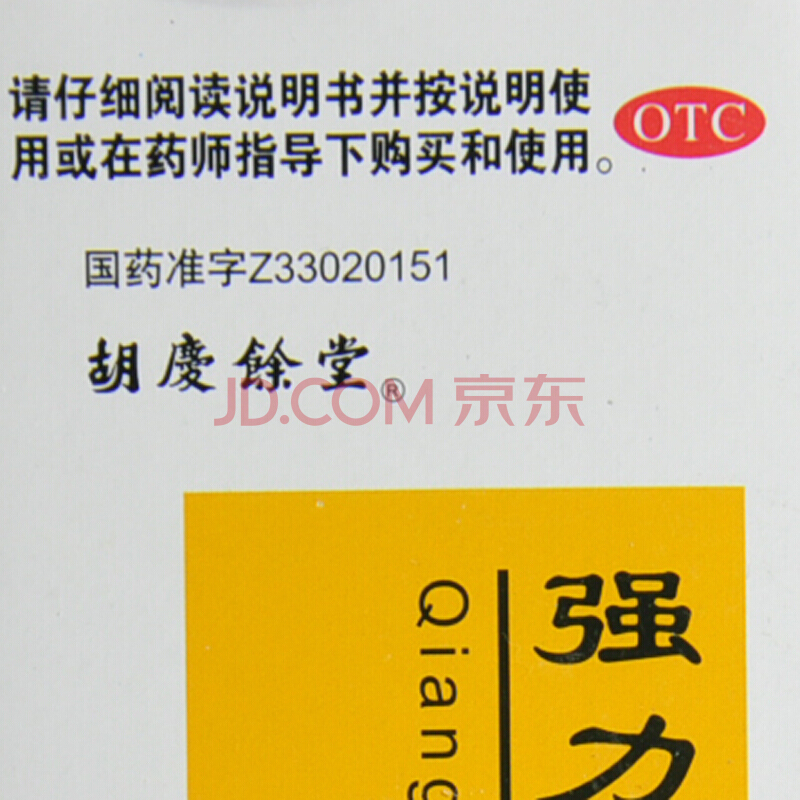 请仔细阅读说明书并按说明使
用或在药师指导下购买和使用。
OTC
国药准字Z33020151
胡慶餘堂®
JD.COM 京东
强力
Qiang